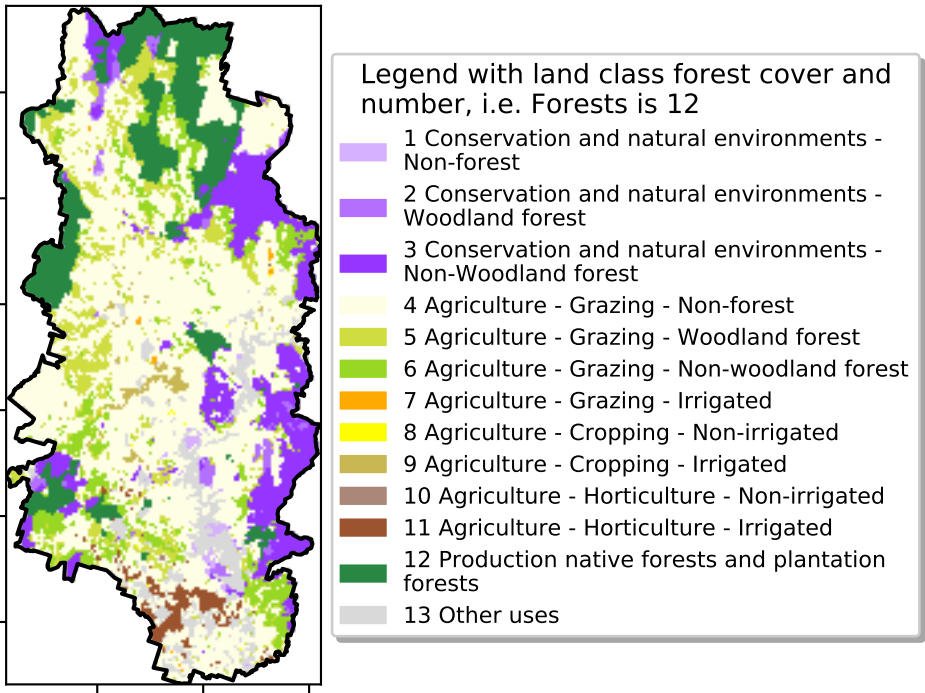 Legend with land class forest cover and
number, i.e. Forests is 12
1 Conservation and natural environments -
Non-forest
2 Conservation and natural environments -
Woodland forest
3 Conservation and natural environments -
Non-Woodland forest
4 Agriculture - Grazing - Non-forest
5 Agriculture - Grazing - Woodland forest
6 Agriculture - Grazing - Non-woodland forest
7 Agriculture - Grazing - Irrigated
8 Agriculture - Cropping - Non-irrigated
9 Agriculture - Cropping - Irrigated
10 Agriculture - Horticulture - Non-irrigated
11 Agriculture - Horticulture - Irrigated
12 Production native forests and plantation
forests
13 Other uses